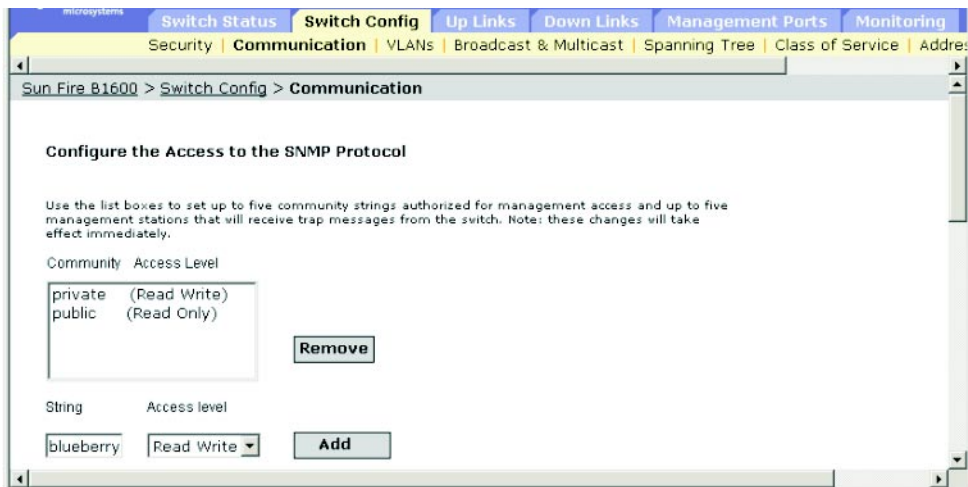 microsystems
Switch Status Switch Config Up Links Down Links Management Ports Monitoring
Security | Communication | VLANs | Broadcast & Multicast | Spanning Tree | Class of Service |
Sun Fire B1600 > Switch Config > Communication
Configure the Access to the SNMP Protocol
Use the list boxes to set up to five community strings authorized for management access and up to five
management stations that will receive trap messages from the switch. Note: these changes will take
effect immediately.
Community Access Level
private (Read Write)
public (Read Only)
Remove
String Access level
blueberry Read Write Add